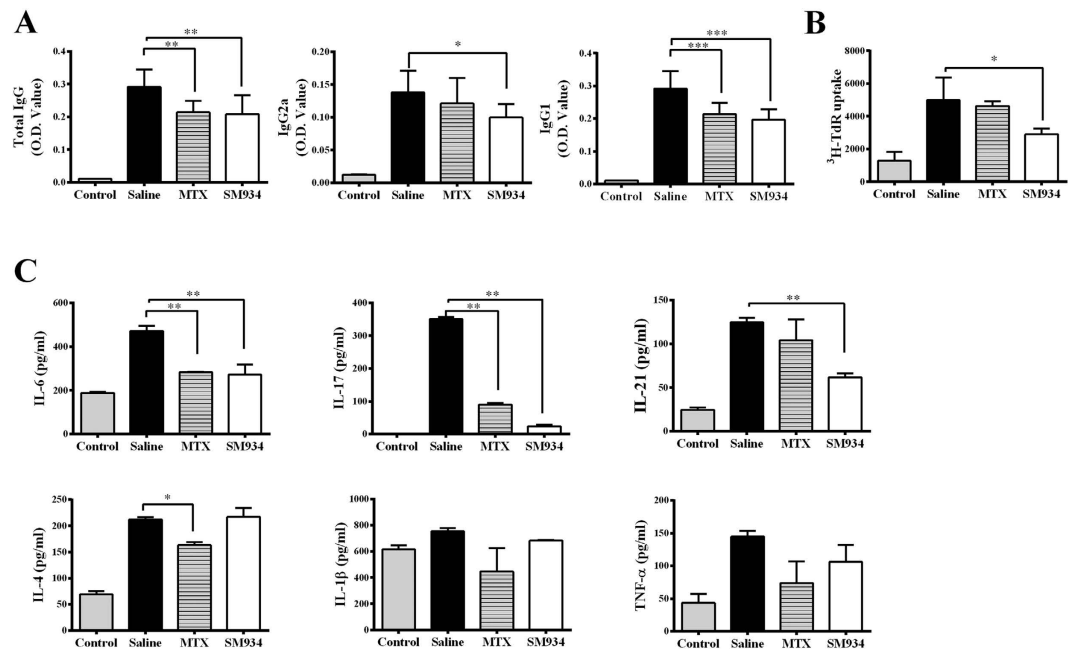 A
Total IgG
(O.D. Value)
0.4
0.3
0.2
0.1
0.0
**
**
Control Saline MTX SM934
IgG2a
(O.D. Value)
0.20
0.15
0.10
0.05
0.00
*
Control Saline MTX SM934
IgG1
(O.D. Value)
0.4
0.3
0.2
0.1
0.0
***
***
Control Saline MTX SM934
B
³H-TdR uptake
8000
6000
4000
2000
0
*
Control Saline MTX SM934
C
IL-6 (pg/ml)
600
400
200
0
**
**
Control Saline MTX SM934
IL-17 (pg/ml)
400
300
200
100
0
**
**
Control Saline MTX SM934
IL-21 (pg/ml)
150
100
50
0
**
Control Saline MTX SM934
IL-4 (pg/ml)
250
200
150
100
50
0
*
Control Saline MTX SM934
IL-1β (pg/ml)
1000
800
600
400
200
0
Control Saline MTX SM934
TNF-α (pg/ml)
200
150
100
50
0
Control Saline MTX SM934